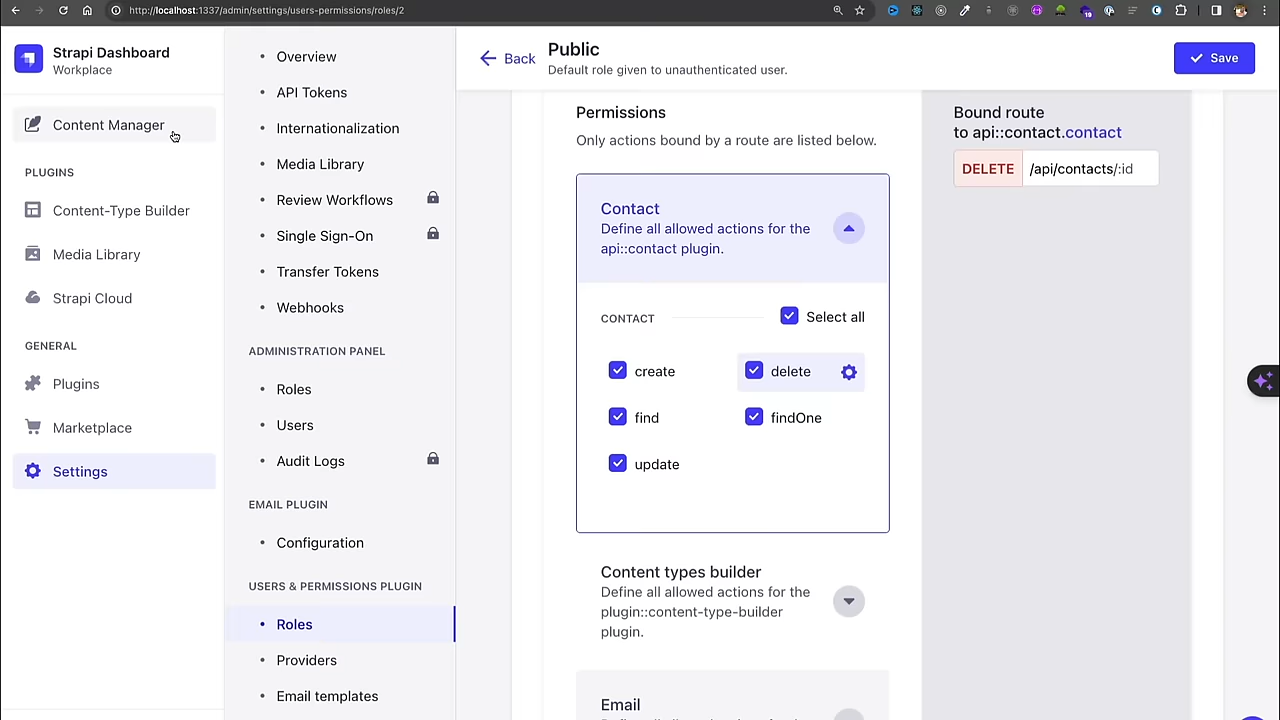 http://localhost:1337/admin/settings/users-permissions/roles/2
19
Strapi Dashboard
Workplace
Content Manager
PLUGINS
Content-Type Builder
Media Library
Strapi Cloud
GENERAL
Plugins
Marketplace
Settings
Overview
API Tokens
Internationalization
Media Library
Review Workflows
Single Sign-On
Transfer Tokens
Webhooks
ADMINISTRATION PANEL
Roles
Users
Audit Logs
EMAIL PLUGIN
Configuration
USERS & PERMISSIONS PLUGIN
Roles
Providers
Email templates
Back
Public
Default role given to unauthenticated user.
Save
Permissions
Only actions bound by a route are listed below.
Contact
Define all allowed actions for the
api::contact plugin.
CONTACT
Select all
create
delete
find
findOne
update
Content types builder
Define all allowed actions for the
plugin::content-type-builder
plugin.
Email
Bound route
to api::contact.contact
DELETE /api/contacts/:id